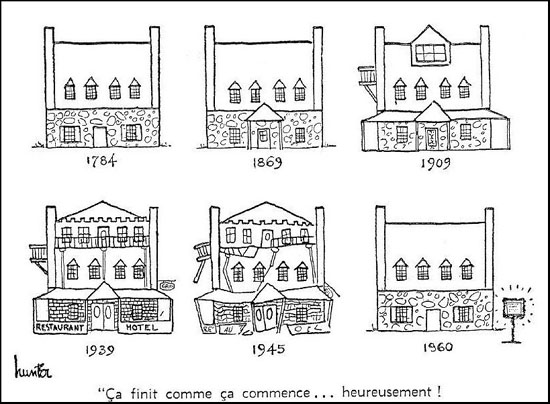 1784
1869
1909
RESTAURANT HOTEL
1939
1945
1960
hunter
"Ça finit comme ça commence... heureusement !